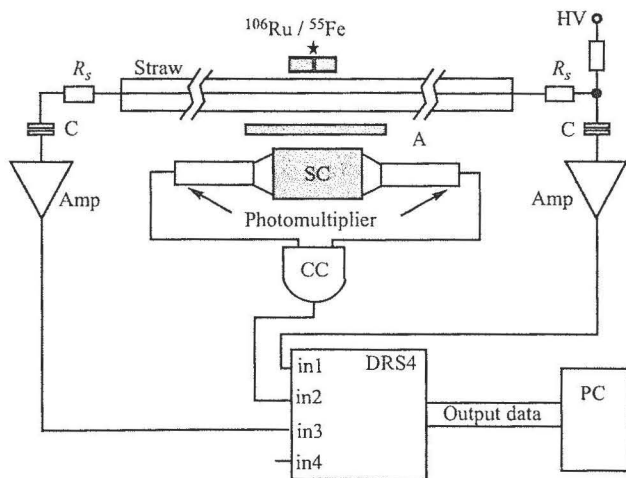 ¹⁰⁶Ru / ⁵⁵Fe
HV
Rₛ
Straw
Rₛ
C
A
C
SC
Amp
Photomultiplier
Amp
CC
in1
DRS4
in2
PC
Output data
in3
in4